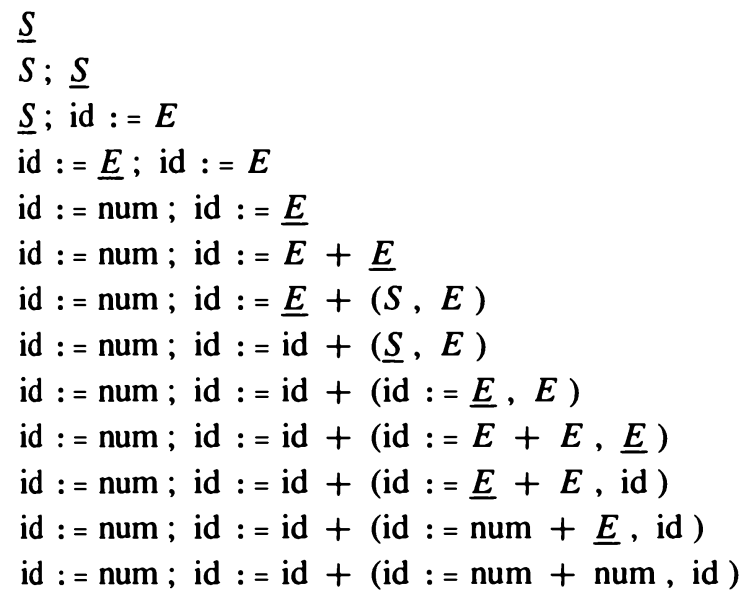 S
S ; S
S ; id := E
id := E ; id := E
id := num ; id := E
id := num ; id := E + E
id := num ; id := E + (S , E )
id := num ; id := id + (S , E )
id := num ; id := id + (id := E , E )
id := num ; id := id + (id := E + E , E )
id := num ; id := id + (id := E + E , id )
id := num ; id := id + (id := num + E , id )
id := num ; id := id + (id := num + num , id )